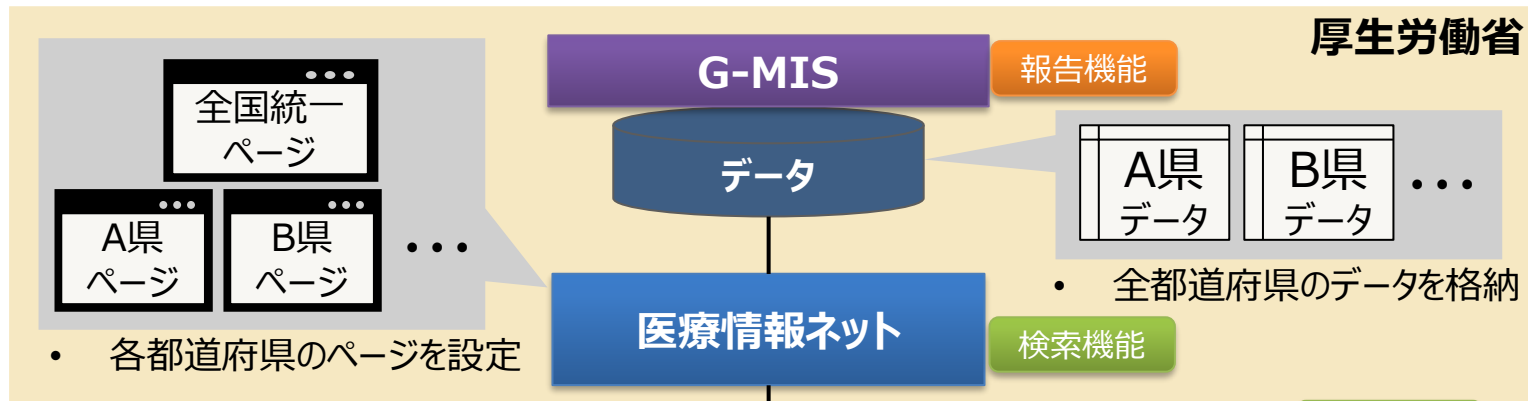 厚生労働省
G-MIS
報告機能
全国統一
ページ
A県
ページ
B県
ページ
・・・
• 各都道府県のページを設定
データ
A県
データ
B県
データ
・・・
• 全都道府県のデータを格納
医療情報ネット
検索機能